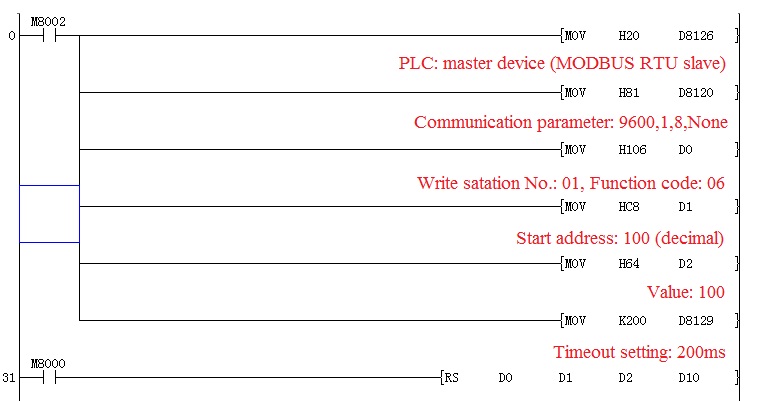 M8002
0 [MOV H20 D8126 ]
PLC: master device (MODBUS RTU slave)
[MOV H81 D8120 ]
Communication parameter: 9600,1,8,None
[MOV H106 D0 ]
Write satation No.: 01, Function code: 06
[MOV HC8 D1 ]
Start address: 100 (decimal)
[MOV H64 D2 ]
Value: 100
[MOV K200 D8129 ]
Timeout setting: 200ms
M8000
31 [RS D0 D1 D2 D10 ]